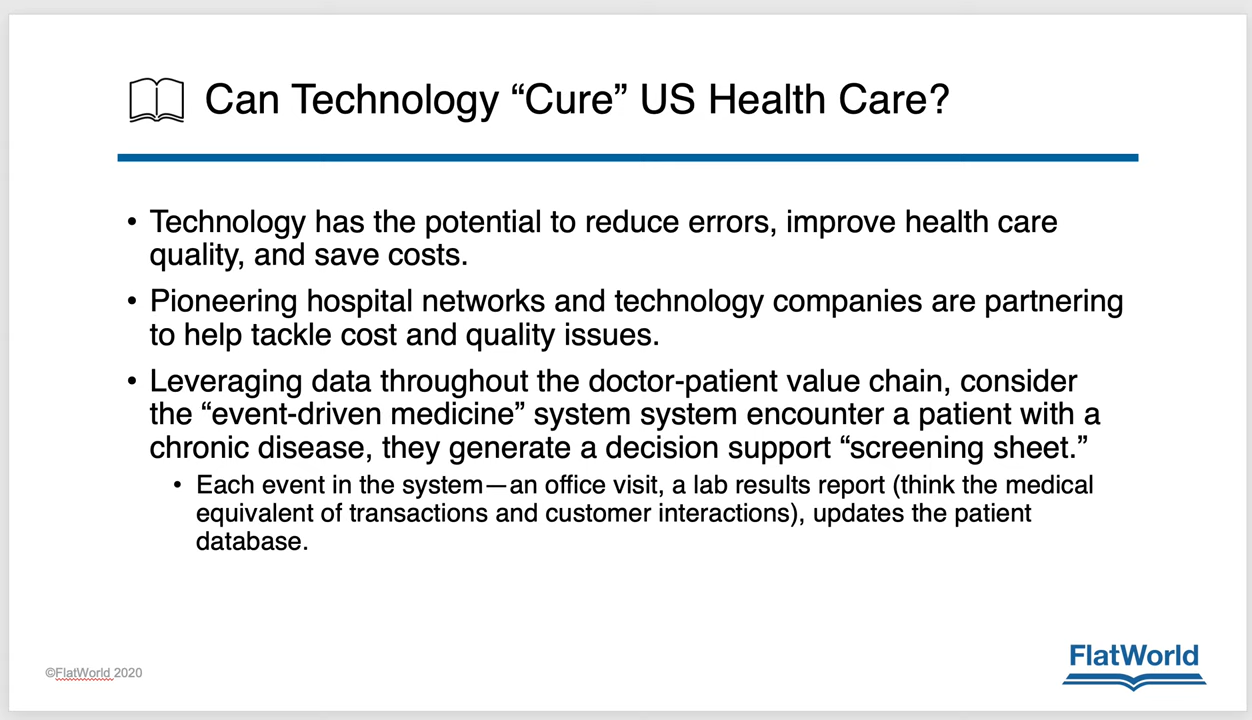 Can Technology “Cure” US Health Care?
• Technology has the potential to reduce errors, improve health care
quality, and save costs.
• Pioneering hospital networks and technology companies are partnering
to help tackle cost and quality issues.
• Leveraging data throughout the doctor-patient value chain, consider
the “event-driven medicine” system system encounter a patient with a
chronic disease, they generate a decision support “screening sheet.”
• Each event in the system—an office visit, a lab results report (think the medical
equivalent of transactions and customer interactions), updates the patient
database.
©FlatWorld 2020
FlatWorld